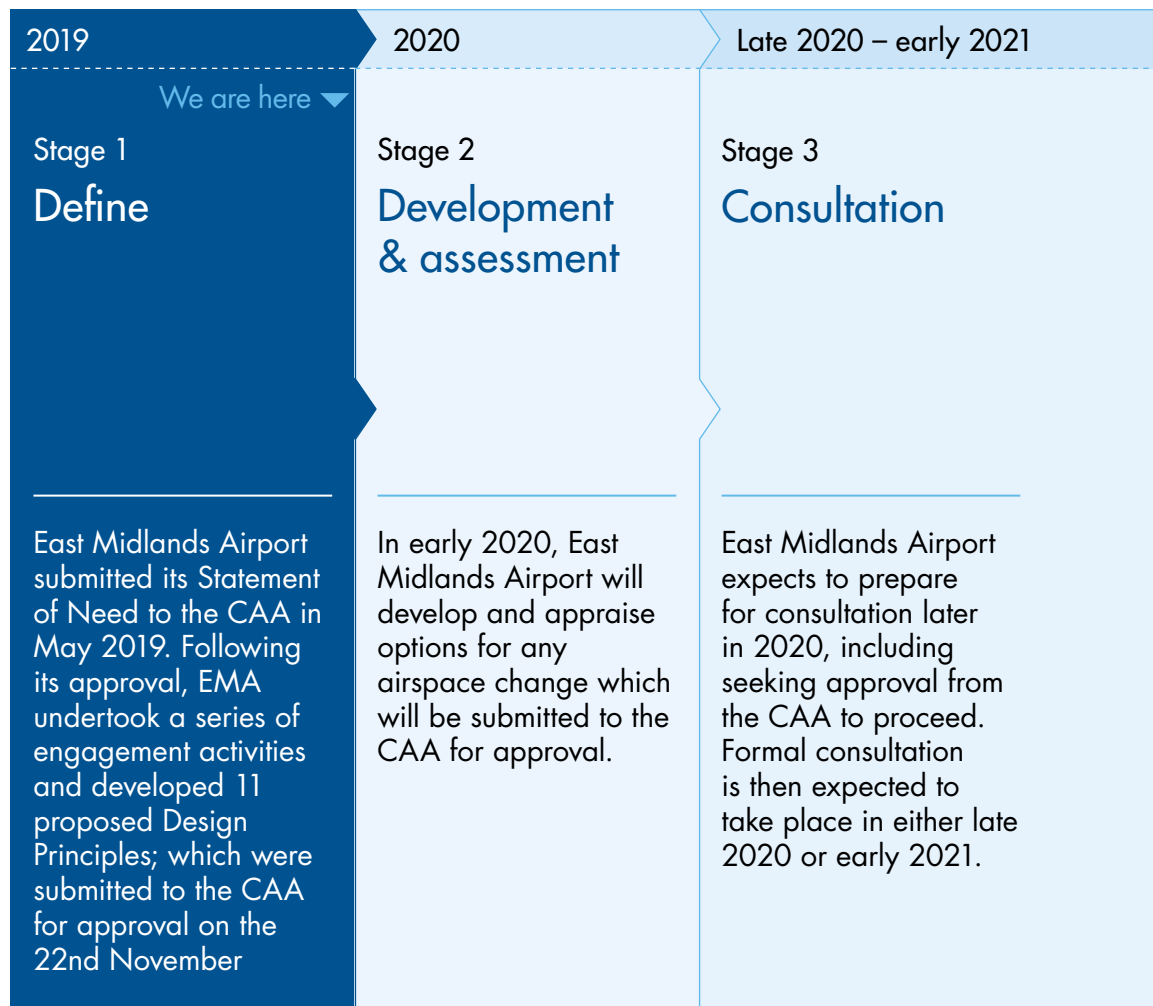 2019
We are here
Stage 1
Define
East Midlands Airport
submitted its Statement
of Need to the CAA in
May 2019. Following
its approval, EMA
undertook a series of
engagement activities
and developed 11
proposed Design
Principles; which were
submitted to the CAA
for approval on the
22nd November
2020
Stage 2
Development
& assessment
In early 2020, East
Midlands Airport will
develop and appraise
options for any
airspace change which
will be submitted to the
CAA for approval.
Late 2020 – early 2021
Stage 3
Consultation
East Midlands Airport
expects to prepare
for consultation later
in 2020, including
seeking approval from
the CAA to proceed.
Formal consultation
is then expected to
take place in either late
2020 or early 2021.